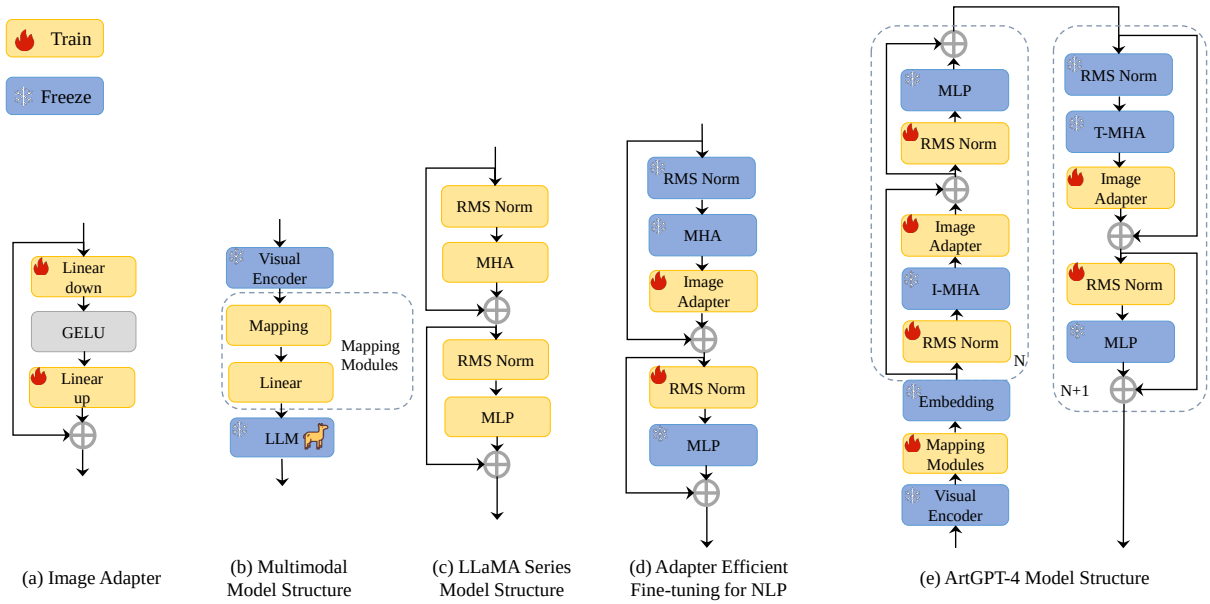 Train
Freeze
Linear
down
GELU
Linear
up
(a) Image Adapter
Visual
Encoder
Mapping
Linear
Mapping
Modules
LLM
(b) Multimodal
Model Structure
RMS Norm
MHA
RMS Norm
MLP
(c) LLaMA Series
Model Structure
RMS Norm
MHA
Image
Adapter
RMS Norm
MLP
(d) Adapter Efficient
Fine-tuning for NLP
MLP
RMS Norm
Image
Adapter
I-MHA
RMS Norm
N
Embedding
Mapping
Modules
Visual
Encoder
RMS Norm
T-MHA
Image
Adapter
RMS Norm
MLP
N+1
(e) ArtGPT-4 Model Structure